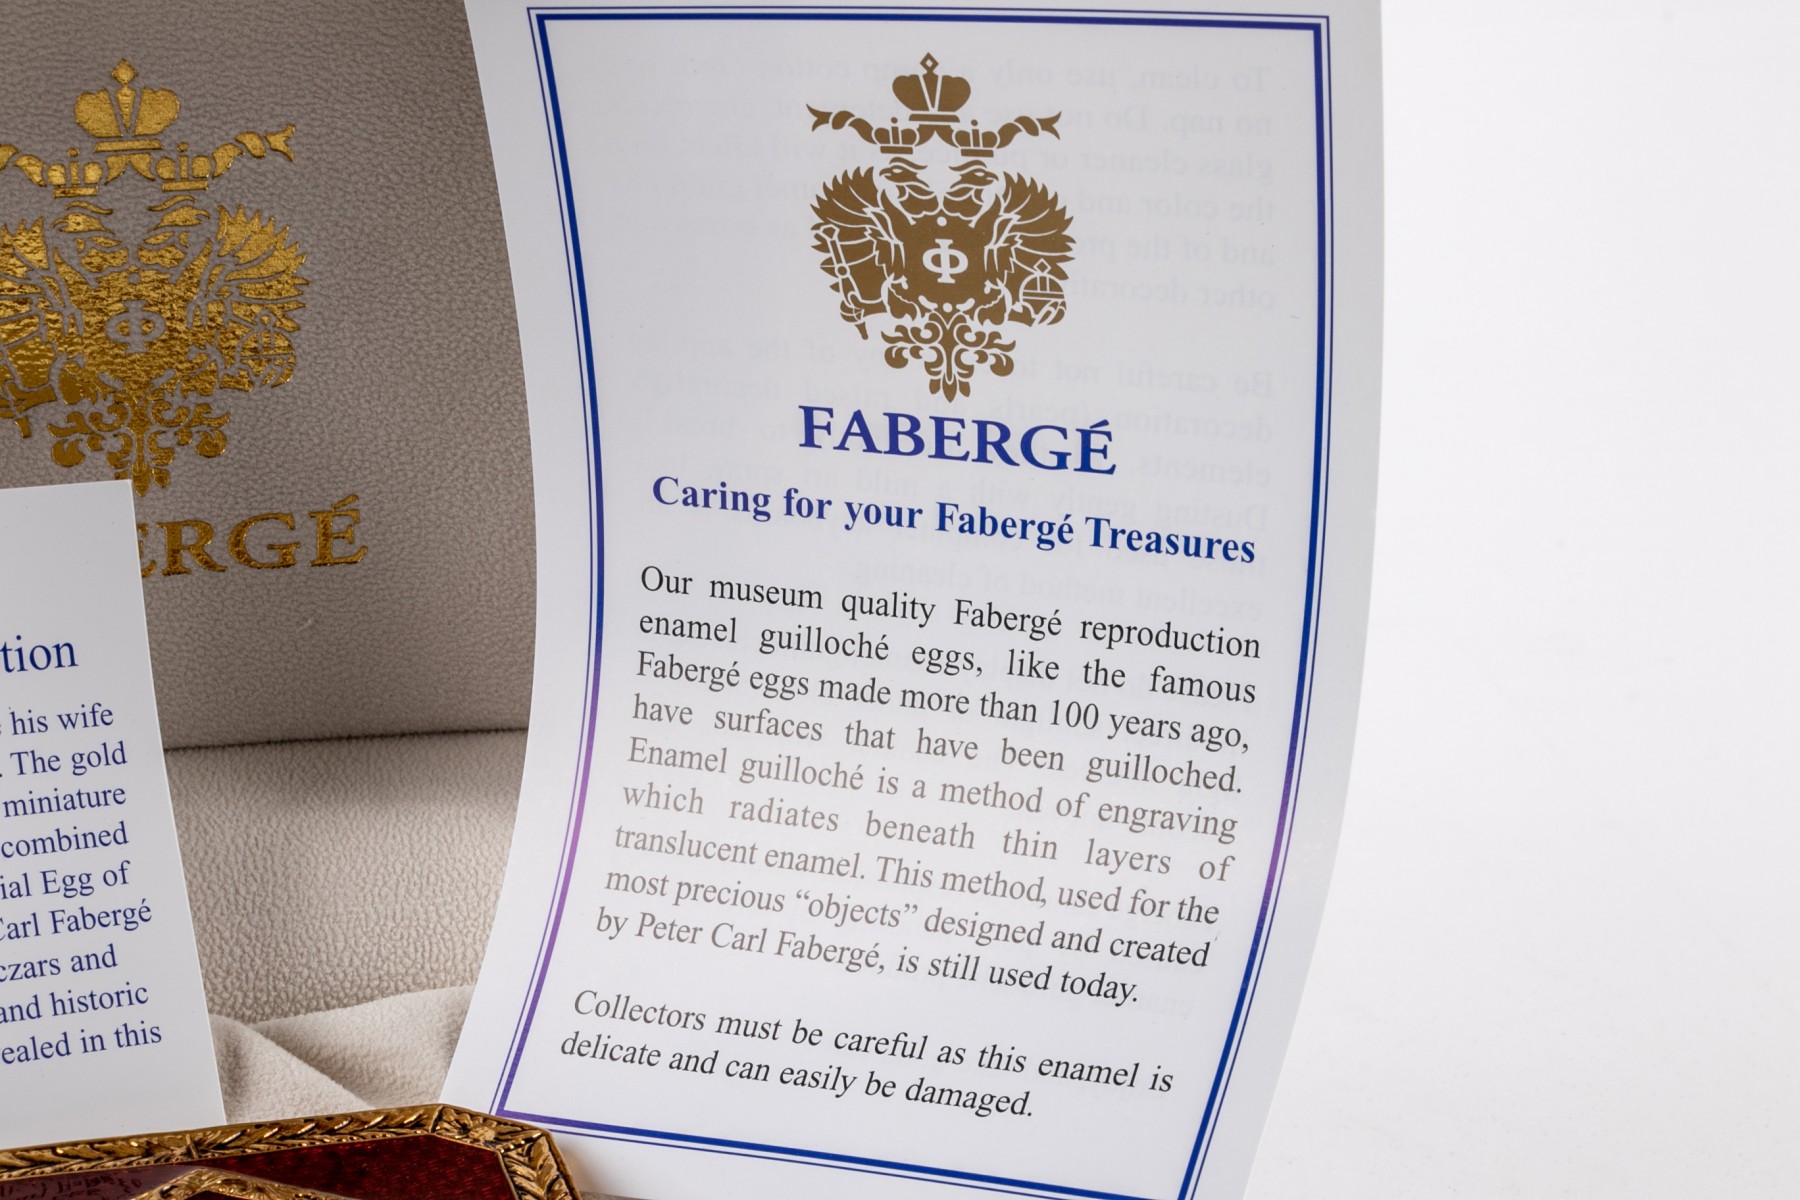 Ф
ERGÉ
tion
his wife
. The gold
miniature
combined
ial Egg of
Carl Fabergé
czars and
and historic
ealed in this
Ф
FABERGÉ
Caring for your Fabergé Treasures
Our museum quality Fabergé reproduction
enamel guilloché eggs, like the famous
Fabergé eggs made more than 100 years ago,
have surfaces that have been guilloched.
Enamel guilloché is a method of engraving
which radiates beneath thin layers of
translucent enamel. This method, used for the
most precious “objects” designed and created
by Peter Carl Fabergé, is still used today.
Collectors must be careful as this enamel is
delicate and can easily be damaged.